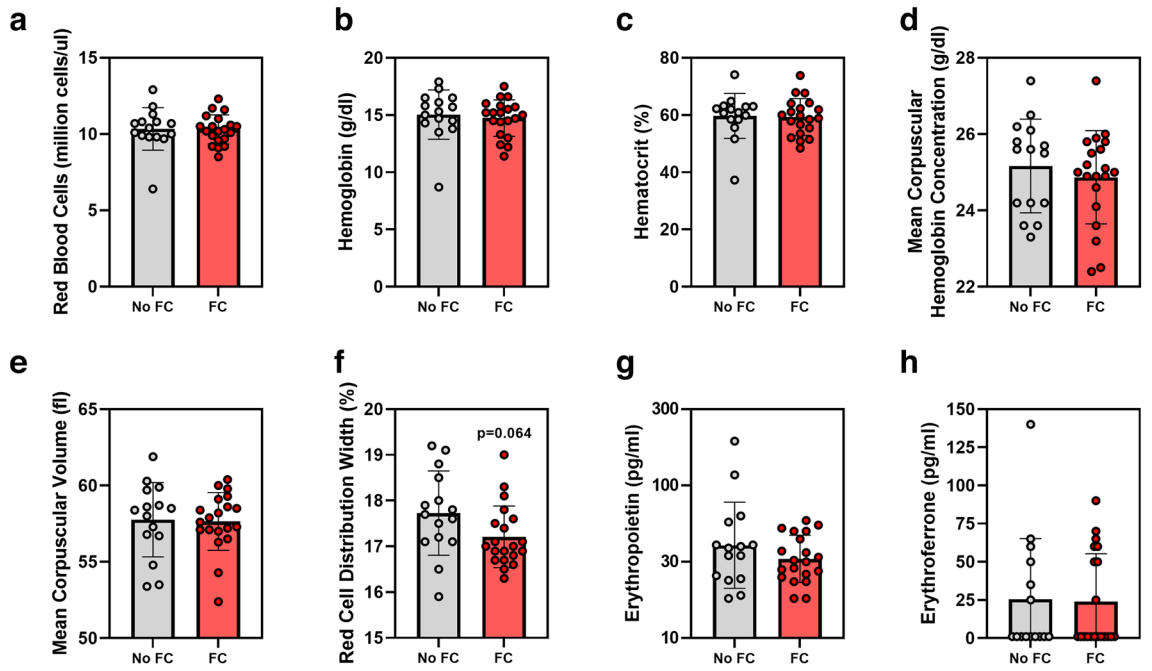 a
Red Blood Cells (million cells/ul)
15
10
5
0
No FC FC
b
Hemoglobin (g/dl)
20
15
10
5
0
No FC FC
c
Hematocrit (%)
80
60
40
20
0
No FC FC
d
Mean Corpuscular
Hemoglobin Concentration (g/dl)
28
26
24
22
No FC FC
e
Mean Corpuscular Volume (fl)
65
60
55
50
No FC FC
f
Red Cell Distribution Width (%)
20
19
18
17
16
15
p=0.064
No FC FC
g
Erythropoietin (pg/ml)
300
100
30
10
No FC FC
h
Erythroferrone (pg/ml)
150
125
100
75
50
25
0
No FC FC